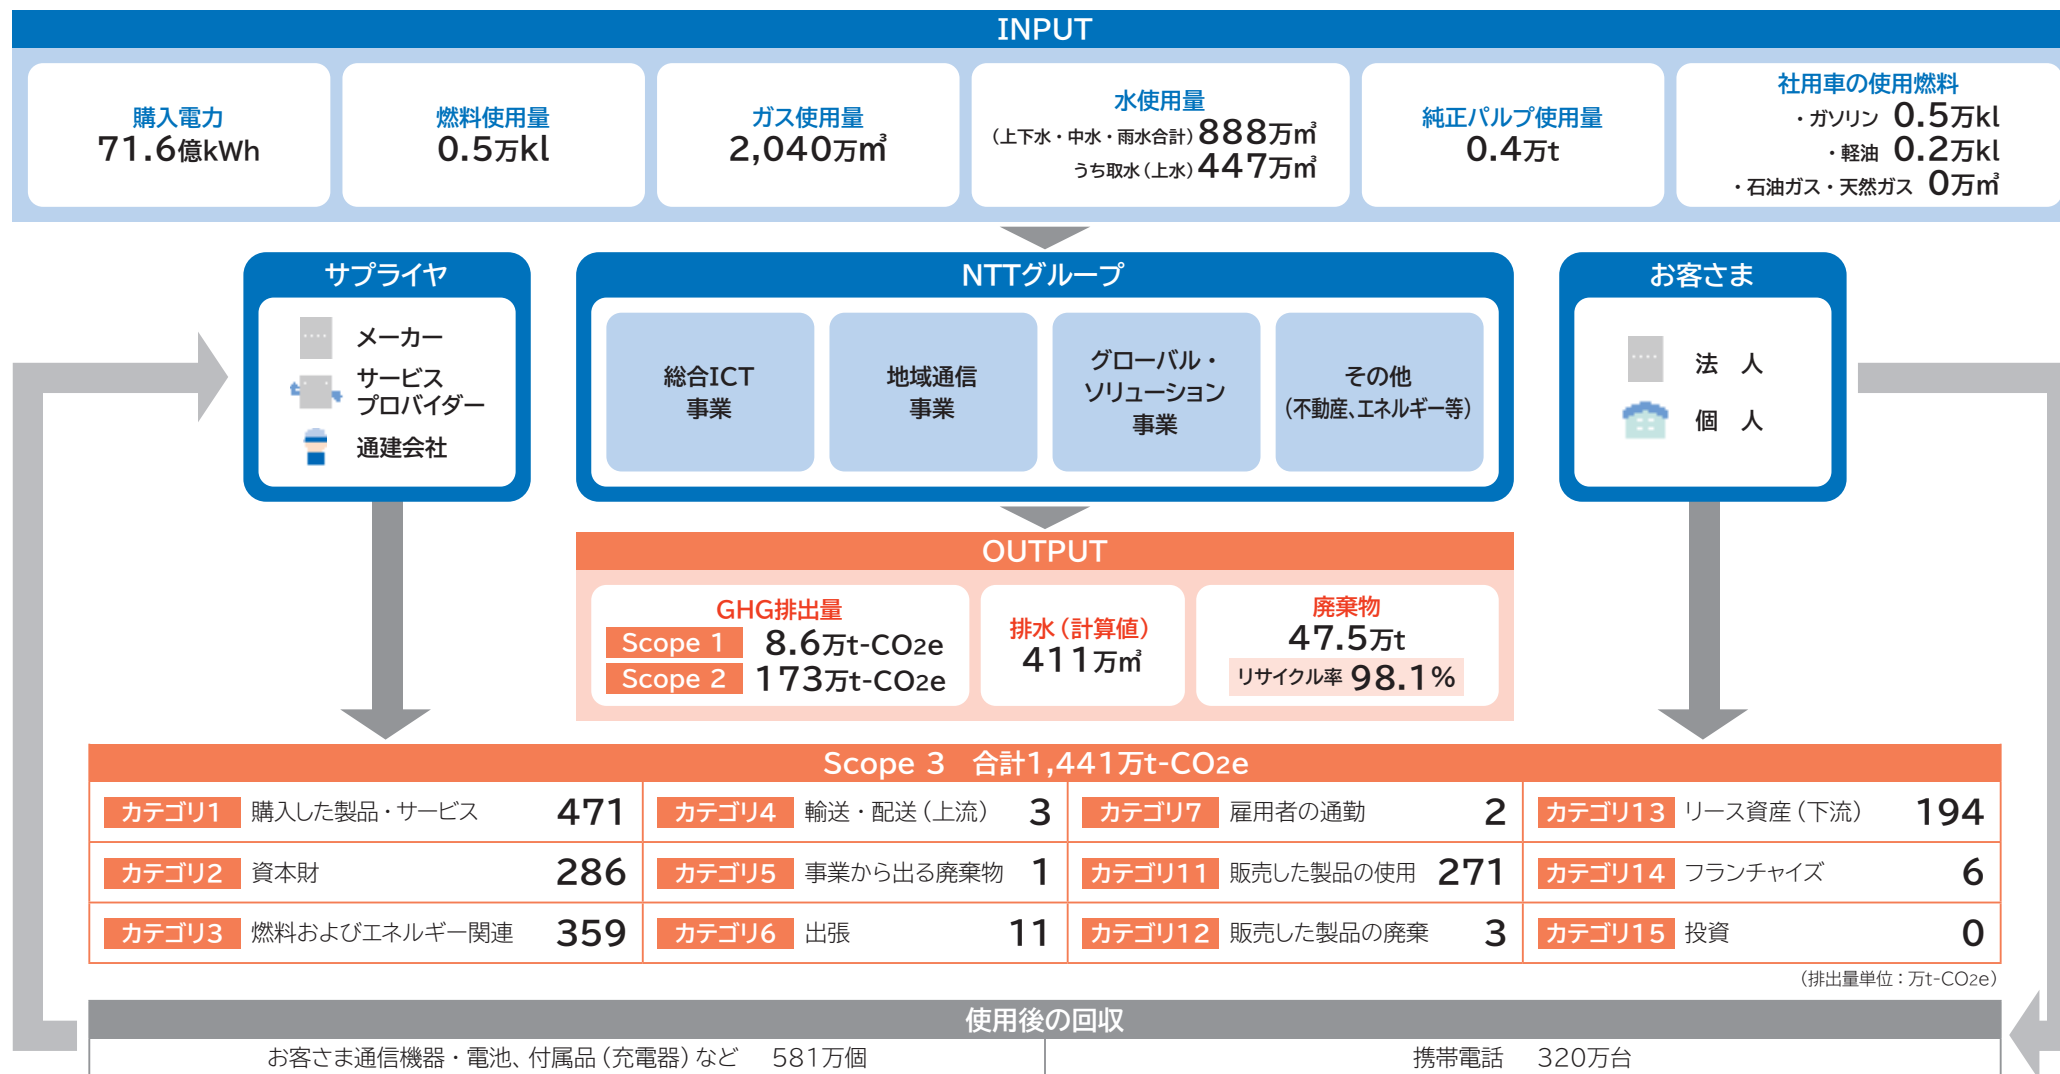 INPUT
購入電力
71.6億kWh
燃料使用量
0.5万kl
ガス使用量
2,040万㎥
水使用量
(上下水・中水・雨水合計) 888万㎥
うち取水(上水) 447万㎥
純正パルプ使用量
0.4万t
社用車の使用燃料
・ガソリン 0.5万kl
・軽油 0.2万kl
・石油ガス・天然ガス 0万㎥
サプライヤ
メーカー
サービス
プロバイダー
通建会社
NTTグループ
総合ICT
事業
地域通信
事業
グローバル・
ソリューション
事業
その他
(不動産、エネルギー等)
お客さま
法 人
個 人
OUTPUT
GHG排出量
Scope 1 8.6万t-CO2e
Scope 2 173万t-CO2e
排水(計算値)
411万㎥
廃棄物
47.5万t
リサイクル率 98.1%
Scope 3 合計1,441万t-CO2e
カテゴリ1 購入した製品・サービス 471
カテゴリ4 輸送・配送(上流) 3
カテゴリ7 雇用者の通勤 2
カテゴリ13 リース資産(下流) 194
カテゴリ2 資本財 286
カテゴリ5 事業から出る廃棄物 1
カテゴリ11 販売した製品の使用 271
カテゴリ14 フランチャイズ 6
カテゴリ3 燃料およびエネルギー関連 359
カテゴリ6 出張 11
カテゴリ12 販売した製品の廃棄 3
カテゴリ15 投資 0
(排出量単位:万t-CO2e)
使用後の回収
お客さま通信機器・電池、付属品(充電器)など 581万個
携帯電話 320万台